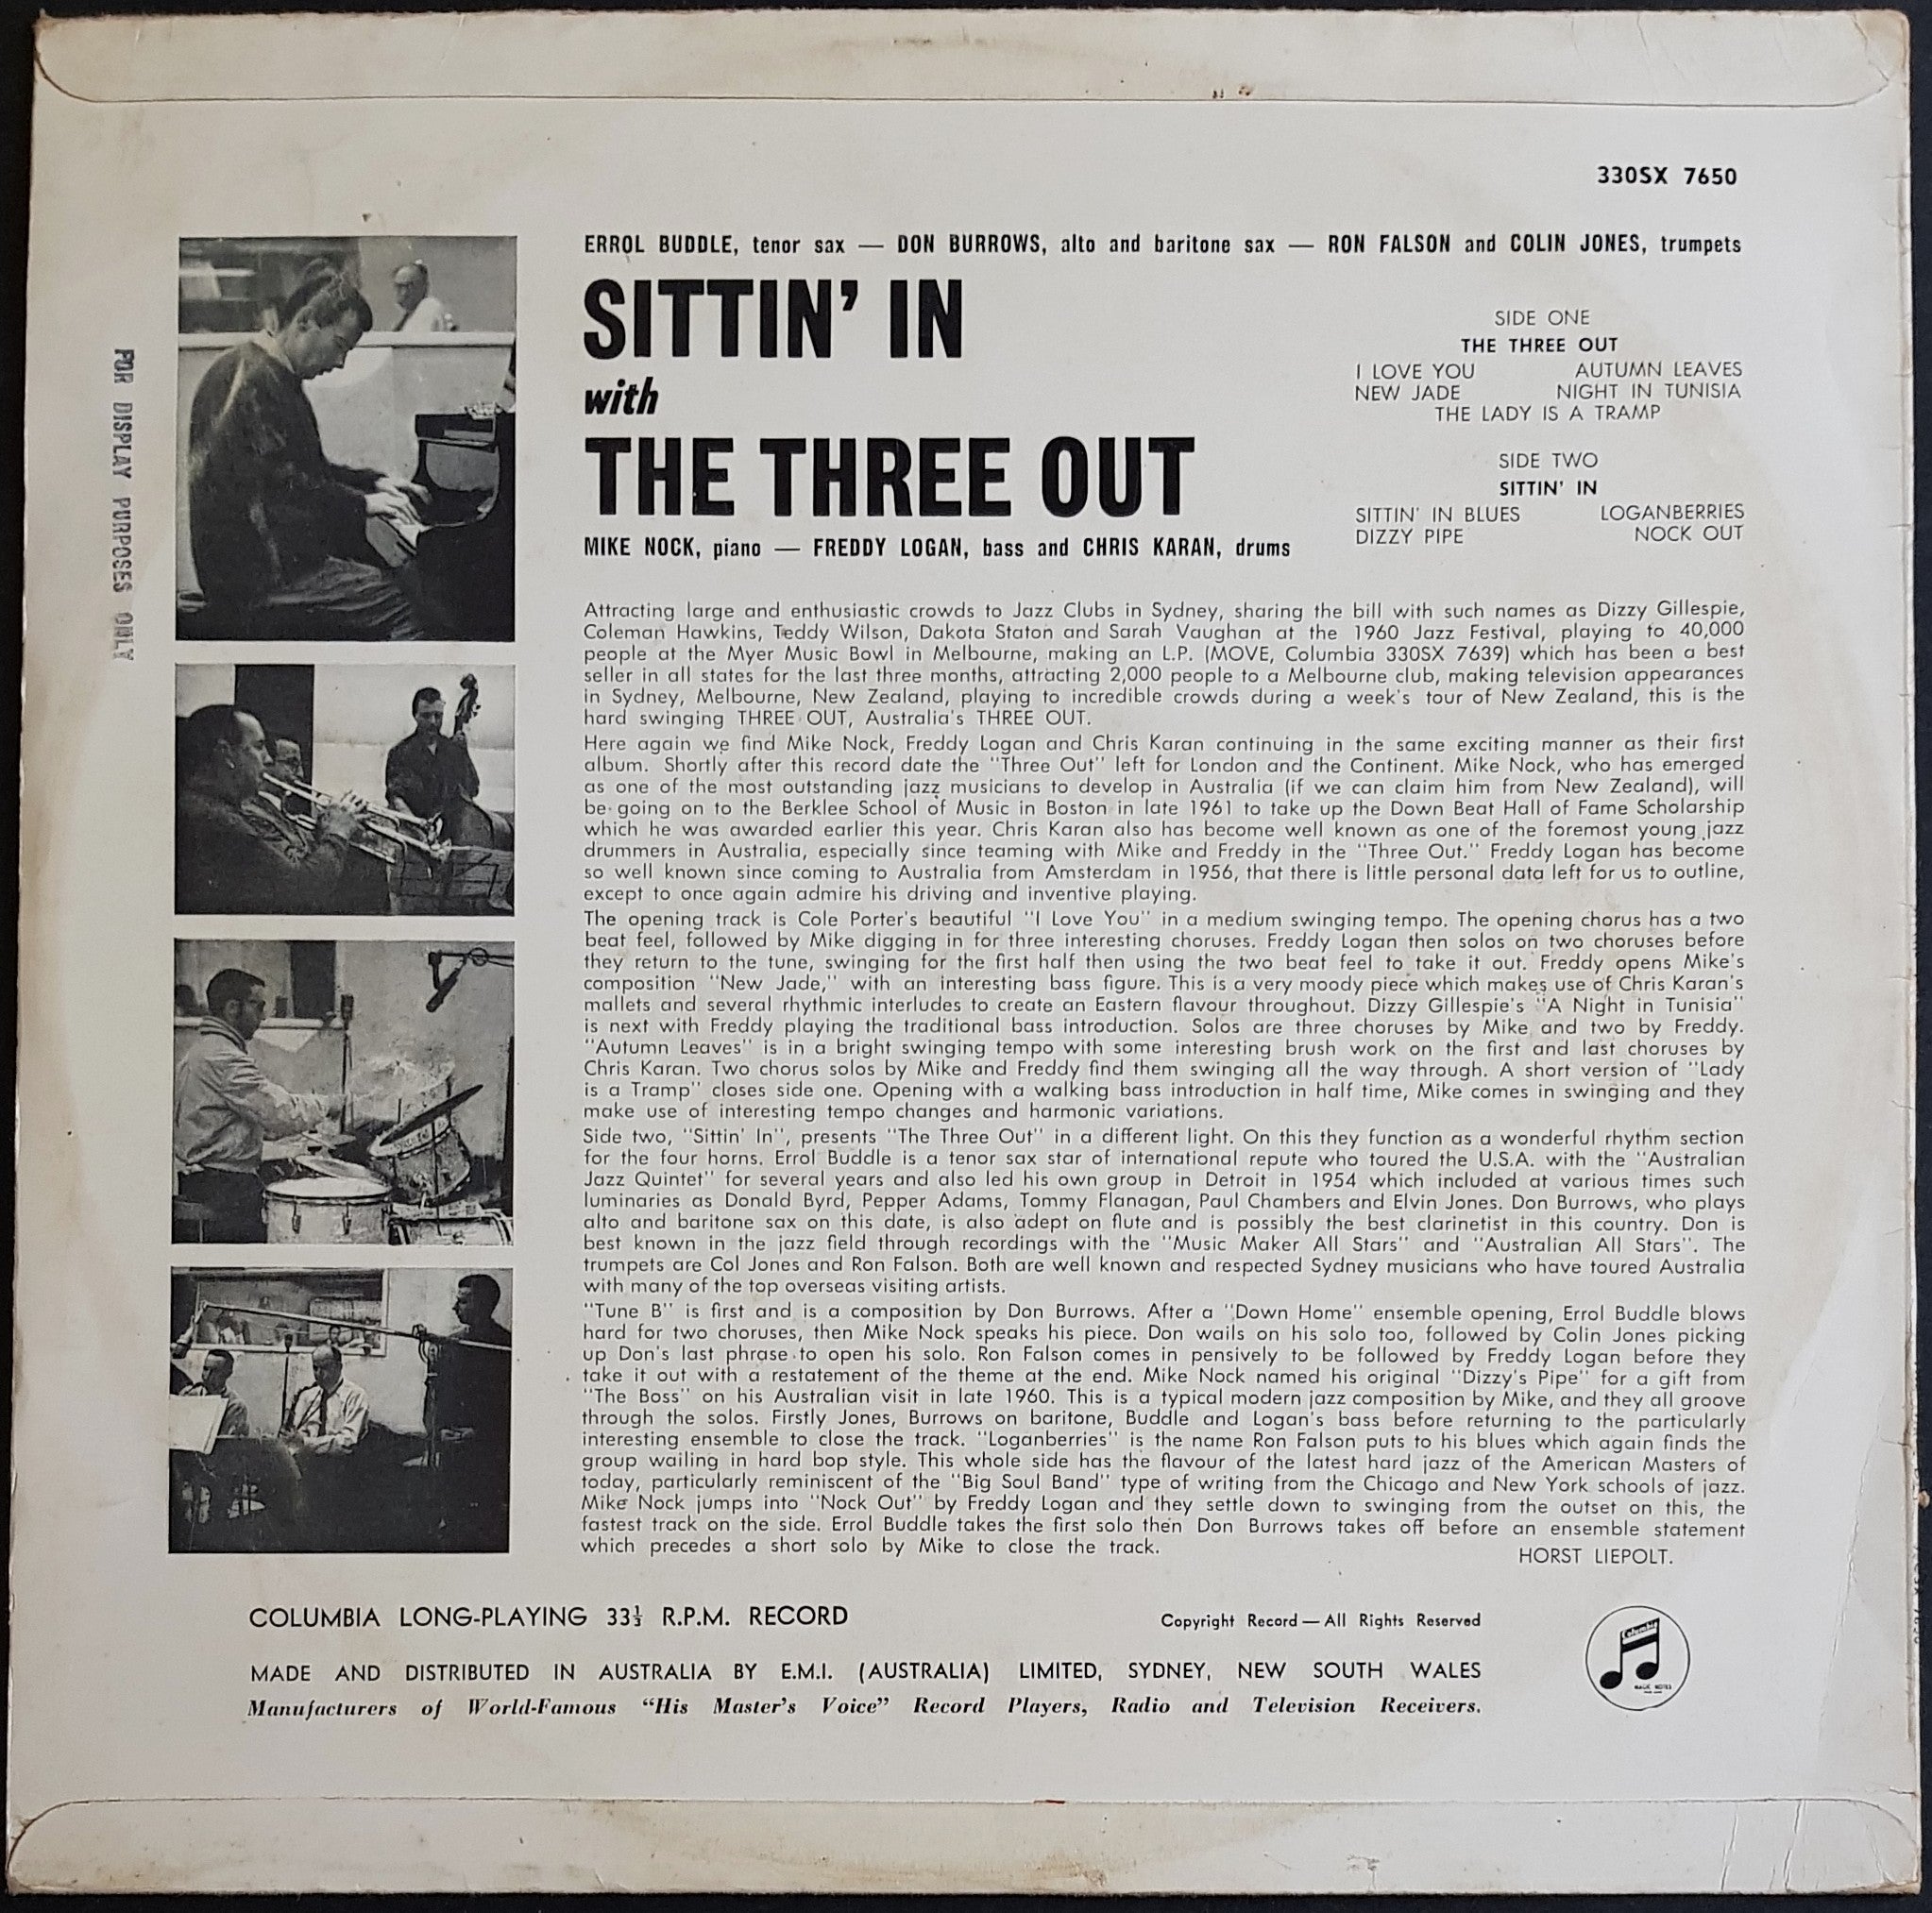 330SX 7650
ERROL BUDDLE, tenor sax — DON BURROWS, alto and baritone sax — RON FALSON and COLIN JONES, trumpets
SITTIN' IN
with
THE THREE OUT
MIKE NOCK, piano — FREDDY LOGAN, bass and CHRIS KARAN, drums
SIDE ONE
THE THREE OUT
I LOVE YOU AUTUMN LEAVES
NEW JADE NIGHT IN TUNISIA
THE LADY IS A TRAMP
SIDE TWO
SITTIN' IN
SITTIN' IN BLUES LOGANBERRIES
DIZZY PIPE NOCK OUT
FOR DISPLAY PURPOSES ONLY
Attracting large and enthusiastic crowds to Jazz Clubs in Sydney, sharing the bill with such names as Dizzy Gillespie,
Coleman Hawkins, Teddy Wilson, Dakota Staton and Sarah Vaughan at the 1960 Jazz Festival, playing to 40,000
people at the Myer Music Bowl in Melbourne, making an L.P. (MOVE, Columbia 330SX 7639) which has been a best
seller in all states for the last three months, attracting 2,000 people to a Melbourne club, making television appearances
in Sydney, Melbourne, New Zealand, playing to incredible crowds during a week's tour of New Zealand, this is the
hard swinging THREE OUT, Australia's THREE OUT.
Here again we find Mike Nock, Freddy Logan and Chris Karan continuing in the same exciting manner as their first
album. Shortly after this record date the "Three Out" left for London and the Continent. Mike Nock, who has emerged
as one of the most outstanding jazz musicians to develop in Australia (if we can claim him from New Zealand), will
be going on to the Berklee School of Music in Boston in late 1961 to take up the Down Beat Hall of Fame Scholarship
which he was awarded earlier this year. Chris Karan also has become well known as one of the foremost young jazz
drummers in Australia, especially since teaming with Mike and Freddy in the "Three Out." Freddy Logan has become
so well known since coming to Australia from Amsterdam in 1956, that there is little personal data left for us to outline,
except to once again admire his driving and inventive playing.
The opening track is Cole Porter's beautiful "I Love You" in a medium swinging tempo. The opening chorus has a two
beat feel, followed by Mike digging in for three interesting choruses. Freddy Logan then solos on two choruses before
they return to the tune, swinging for the first half then using the two beat feel to take it out. Freddy opens Mike's
composition "New Jade," with an interesting bass figure. This is a very moody piece which makes use of Chris Karan's
mallets and several rhythmic interludes to create an Eastern flavour throughout. Dizzy Gillespie's "A Night in Tunisia"
is next with Freddy playing the traditional bass introduction. Solos are three choruses by Mike and two by Freddy.
"Autumn Leaves" is in a bright swinging tempo with some interesting brush work on the first and last choruses by
Chris Karan. Two chorus solos by Mike and Freddy find them swinging all the way through. A short version of "Lady
is a Tramp" closes side one. Opening with a walking bass introduction in half time, Mike comes in swinging and they
make use of interesting tempo changes and harmonic variations.
Side two, "Sittin' In", presents "The Three Out" in a different light. On this they function as a wonderful rhythm section
for the four horns. Errol Buddle is a tenor sax star of international repute who toured the U.S.A. with the "Australian
Jazz Quintet" for several years and also led his own group in Detroit in 1954 which included at various times such
luminaries as Donald Byrd, Pepper Adams, Tommy Flanagan, Paul Chambers and Elvin Jones. Don Burrows, who plays
alto and baritone sax on this date, is also adept on flute and is possibly the best clarinetist in this country. Don is
best known in the jazz field through recordings with the "Music Maker All Stars" and "Australian All Stars". The
trumpets are Col Jones and Ron Falson. Both are well known and respected Sydney musicians who have toured Australia
with many of the top overseas visiting artists.
"Tune B" is first and is a composition by Don Burrows. After a "Down Home" ensemble opening, Errol Buddle blows
hard for two choruses, then Mike Nock speaks his piece. Don wails on his solo too, followed by Colin Jones picking
up Don's last phrase to open his solo. Ron Falson comes in pensively to be followed by Freddy Logan before they
take it out with a restatement of the theme at the end. Mike Nock named his original "Dizzy's Pipe" for a gift from
"The Boss" on his Australian visit in late 1960. This is a typical modern jazz composition by Mike, and they all groove
through the solos. Firstly Jones, Burrows on baritone, Buddle and Logan's bass before returning to the particularly
interesting ensemble to close the track. "Loganberries" is the name Ron Falson puts to his blues which again finds the
group wailing in hard bop style. This whole side has the flavour of the latest hard jazz of the American Masters of
today, particularly reminiscent of the "Big Soul Band" type of writing from the Chicago and New York schools of jazz.
Mike Nock jumps into "Nock Out" by Freddy Logan and they settle down to swinging from the outset on this, the
fastest track on the side. Errol Buddle takes the first solo then Don Burrows takes off before an ensemble statement
which precedes a short solo by Mike to close the track.
HORST LIEPOLT.
COLUMBIA LONG-PLAYING 33⅓ R.P.M. RECORD
Copyright Record — All Rights Reserved
MADE AND DISTRIBUTED IN AUSTRALIA BY E.M.I. (AUSTRALIA) LIMITED, SYDNEY, NEW SOUTH WALES
Manufacturers of World-Famous "His Master's Voice" Record Players, Radio and Television Receivers.
Columbia
MAGIC NOTES